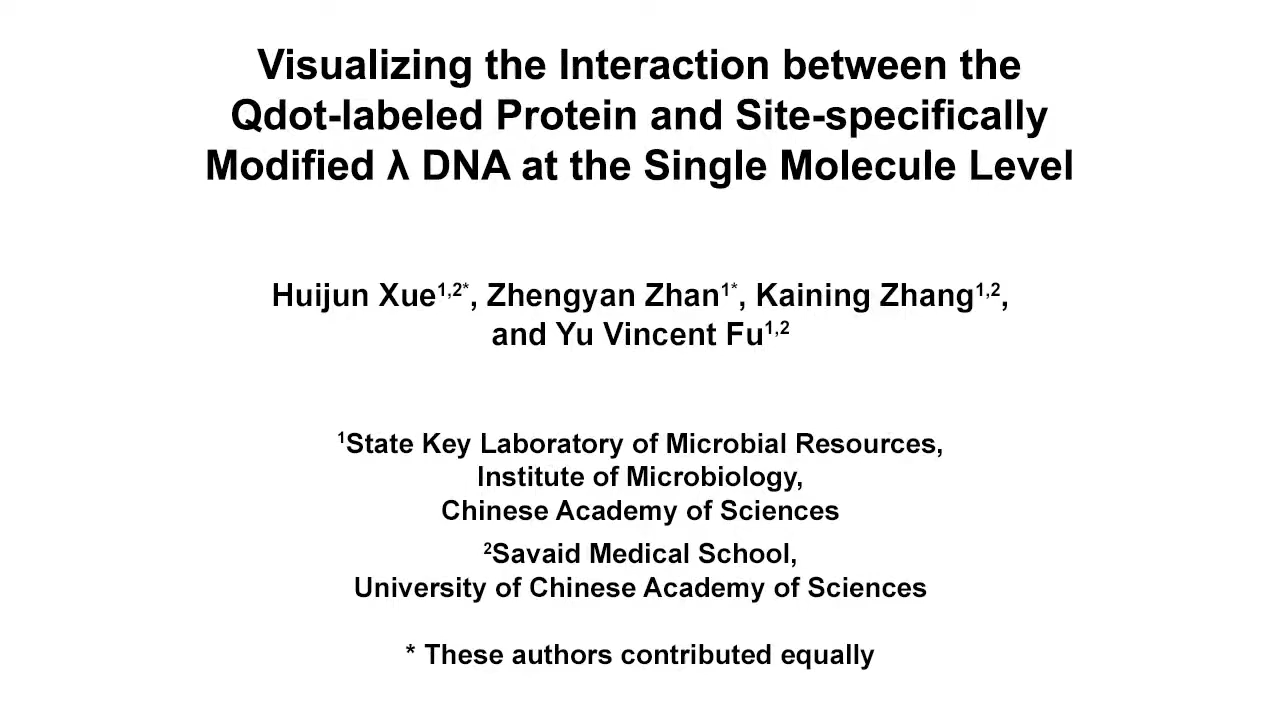 Visualizing the Interaction between the
Qdot-labeled Protein and Site-specifically
Modified λ DNA at the Single Molecule Level
Huijun Xue1,2*, Zhengyan Zhan1*, Kaining Zhang1,2,
and Yu Vincent Fu1,2
1State Key Laboratory of Microbial Resources,
Institute of Microbiology,
Chinese Academy of Sciences
2Savaid Medical School,
University of Chinese Academy of Sciences
* These authors contributed equally